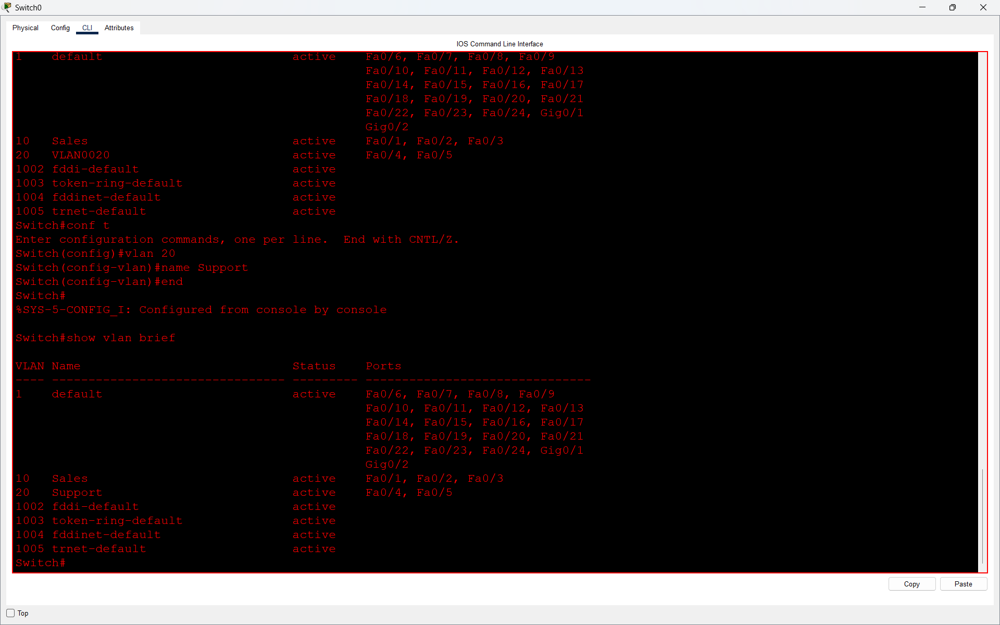 Switch0
Physical Config CLI Attributes
IOS Command Line Interface
1    default                          active    Fa0/6, Fa0/7, Fa0/8, Fa0/9
                                                Fa0/10, Fa0/11, Fa0/12, Fa0/13
                                                Fa0/14, Fa0/15, Fa0/16, Fa0/17
                                                Fa0/18, Fa0/19, Fa0/20, Fa0/21
                                                Fa0/22, Fa0/23, Fa0/24, Gig0/1
                                                Gig0/2
10   Sales                            active    Fa0/1, Fa0/2, Fa0/3
20   VLAN0020                         active    Fa0/4, Fa0/5
1002 fddi-default                     active
1003 token-ring-default               active
1004 fddinet-default                  active
1005 trnet-default                    active
Switch#conf t
Enter configuration commands, one per line.  End with CNTL/Z.
Switch(config)#vlan 20
Switch(config-vlan)#name Support
Switch(config-vlan)#end
Switch#
%SYS-5-CONFIG_I: Configured from console by console
Switch#show vlan brief
VLAN Name                             Status    Ports
---- -------------------------------- --------- -------------------------------
1    default                          active    Fa0/6, Fa0/7, Fa0/8, Fa0/9
                                                Fa0/10, Fa0/11, Fa0/12, Fa0/13
                                                Fa0/14, Fa0/15, Fa0/16, Fa0/17
                                                Fa0/18, Fa0/19, Fa0/20, Fa0/21
                                                Fa0/22, Fa0/23, Fa0/24, Gig0/1
                                                Gig0/2
10   Sales                            active    Fa0/1, Fa0/2, Fa0/3
20   Support                          active    Fa0/4, Fa0/5
1002 fddi-default                     active
1003 token-ring-default               active
1004 fddinet-default                  active
1005 trnet-default                    active
Switch#
Copy Paste
Top